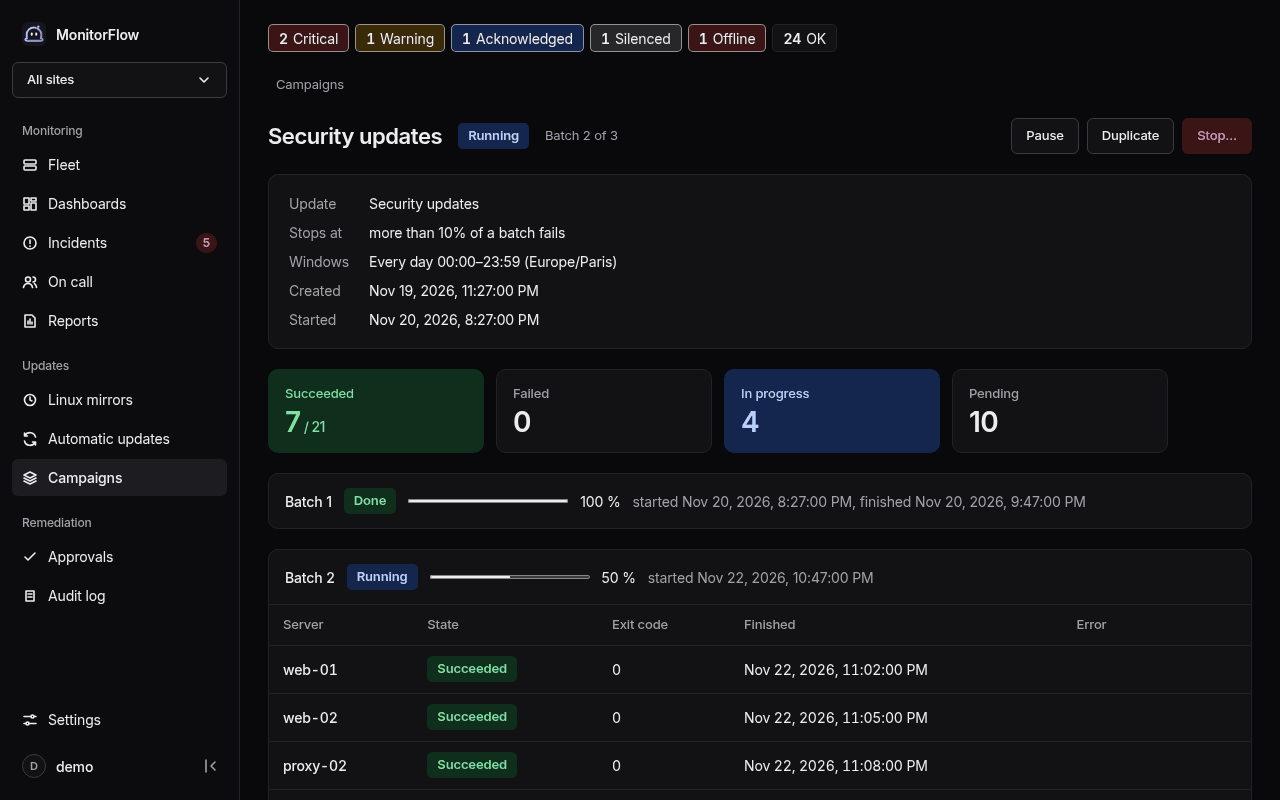 MonitorFlow
All sites
Monitoring
Fleet
Dashboards
Incidents 5
On call
Reports
Updates
Linux mirrors
Automatic updates
Campaigns
Remediation
Approvals
Audit log
Settings
D demo
2 Critical 1 Warning 1 Acknowledged 1 Silenced 1 Offline 24 OK
Campaigns
Security updates Running Batch 2 of 3 Pause Duplicate Stop...
Update Security updates
Stops at more than 10% of a batch fails
Windows Every day 00:00–23:59 (Europe/Paris)
Created Nov 19, 2026, 11:27:00 PM
Started Nov 20, 2026, 8:27:00 PM
Succeeded Failed In progress Pending
7 / 21 0 4 10
Batch 1 Done 100 % started Nov 20, 2026, 8:27:00 PM, finished Nov 20, 2026, 9:47:00 PM
Batch 2 Running 50 % started Nov 22, 2026, 10:47:00 PM
Server State Exit code Finished Error
web-01 Succeeded 0 Nov 22, 2026, 11:02:00 PM
web-02 Succeeded 0 Nov 22, 2026, 11:05:00 PM
proxy-02 Succeeded 0 Nov 22, 2026, 11:08:00 PM